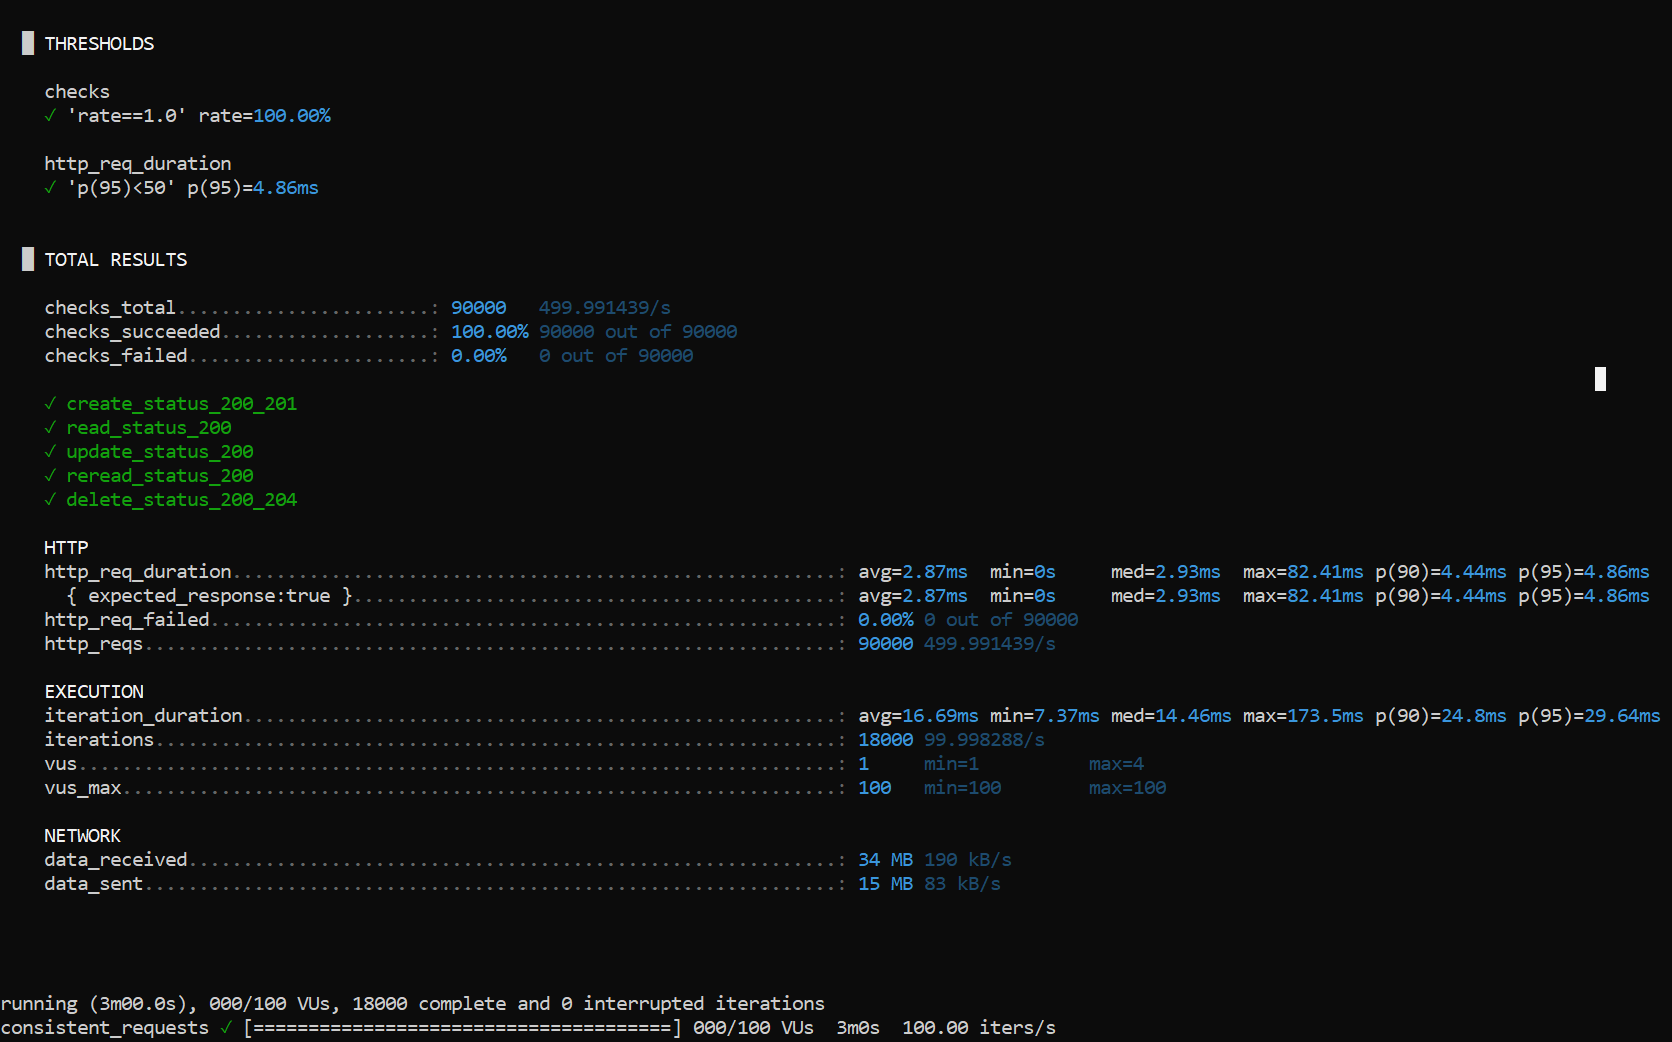 █ THRESHOLDS

checks
✓ 'rate==1.0' rate=100.00%

http_req_duration
✓ 'p(95)<50' p(95)=4.86ms

█ TOTAL RESULTS

checks_total.......................: 90000   499.991439/s
checks_succeeded...................: 100.00% 90000 out of 90000
checks_failed......................: 0.00%   0 out of 90000

✓ create_status_200_201
✓ read_status_200
✓ update_status_200
✓ reread_status_200
✓ delete_status_200_204

HTTP
http_req_duration.......................................................: avg=2.87ms  min=0s     med=2.93ms  max=82.41ms p(90)=4.44ms p(95)=4.86ms
{ expected_response:true }............................................: avg=2.87ms  min=0s     med=2.93ms  max=82.41ms p(90)=4.44ms p(95)=4.86ms
http_req_failed.........................................................: 0.00% 0 out of 90000
http_reqs...............................................................: 90000 499.991439/s

EXECUTION
iteration_duration......................................................: avg=16.69ms min=7.37ms med=14.46ms max=173.5ms p(90)=24.8ms p(95)=29.64ms
iterations..............................................................: 18000 99.998288/s
vus.....................................................................: 1     min=1          max=4
vus_max.................................................................: 100   min=100        max=100

NETWORK
data_received...........................................................: 34 MB 190 kB/s
data_sent...............................................................: 15 MB 83 kB/s

running (3m00.0s), 000/100 VUs, 18000 complete and 0 interrupted iterations
consistent_requests ✓ [======================================] 000/100 VUs  3m0s  100.00 iters/s